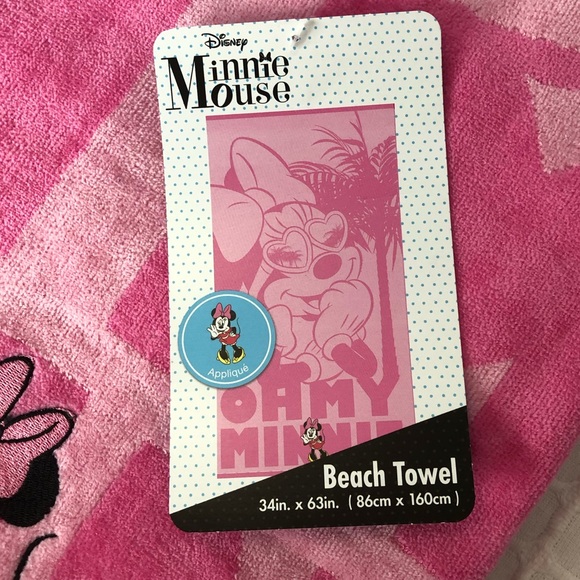 Disney
Minnie
Mouse
Appliqué
OH MY
MINNIE
Beach Towel
34in. x 63in. ( 86cm x 160cm )